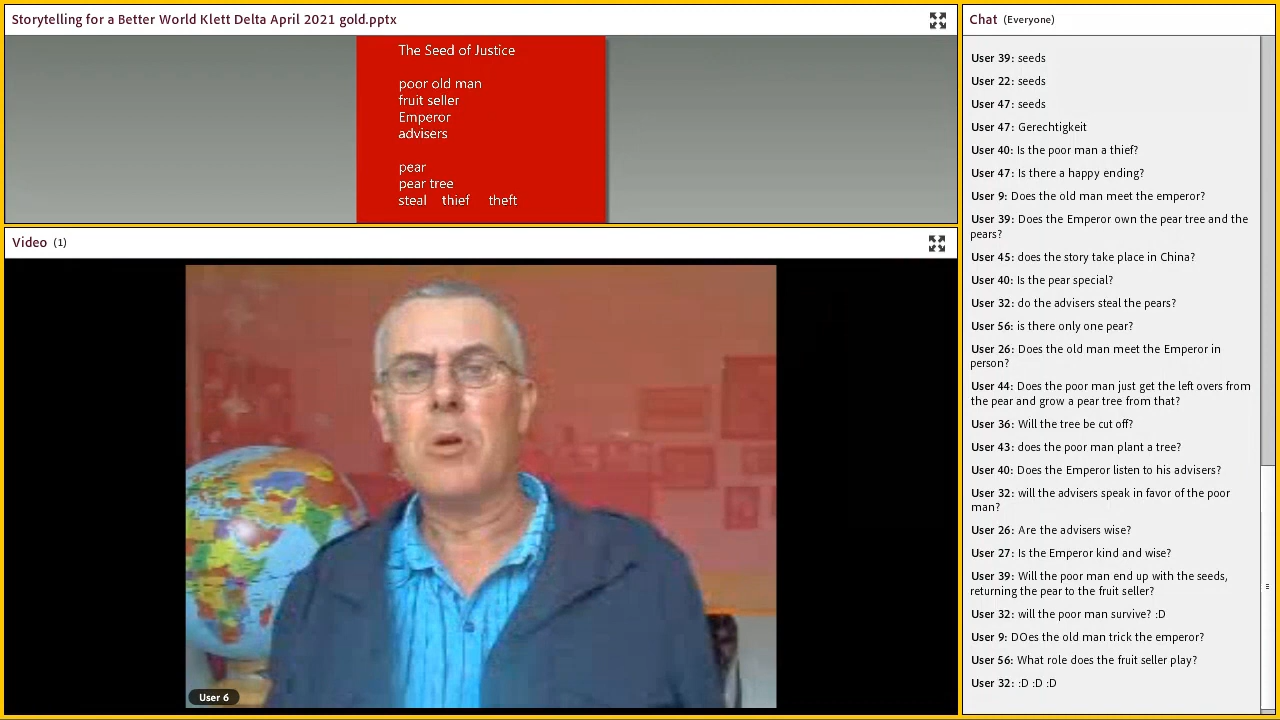 Storytelling for a Better World Klett Delta April 2021 gold.pptx
The Seed of Justice
poor old man
fruit seller
Emperor
advisers
pear
pear tree
steal thief theft
Video (1)
User 6
Chat (Everyone)
User 39: seeds
User 22: seeds
User 47: seeds
User 47: Gerechtigkeit
User 40: Is the poor man a thief?
User 47: Is there a happy ending?
User 9: Does the old man meet the emperor?
User 39: Does the Emperor own the pear tree and the
pears?
User 45: does the story take place in China?
User 40: Is the pear special?
User 32: do the advisers steal the pears?
User 56: is there only one pear?
User 26: Does the old man meet the Emperor in
person?
User 44: Does the poor man just get the left overs from
the pear and grow a pear tree from that?
User 36: Will the tree be cut off?
User 43: does the poor man plant a tree?
User 40: Does the Emperor listen to his advisers?
User 32: will the advisers speak in favor of the poor
man?
User 26: Are the advisers wise?
User 27: Is the Emperor kind and wise?
User 39: Will the poor man end up with the seeds,
returning the pear to the fruit seller?
User 32: will the poor man survive? :D
User 9: DOes the old man trick the emperor?
User 56: What role does the fruit seller play?
User 32: :D :D :D